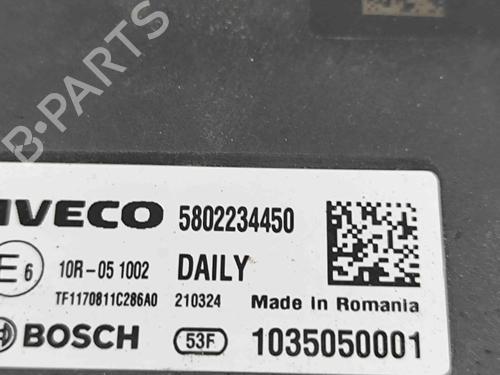 IVECO 5802234450
E6 10R-05 1002 DAILY
TF1170811C286A0 210324 Made in Romania
BOSCH 53F 1035050001
B-PARTS